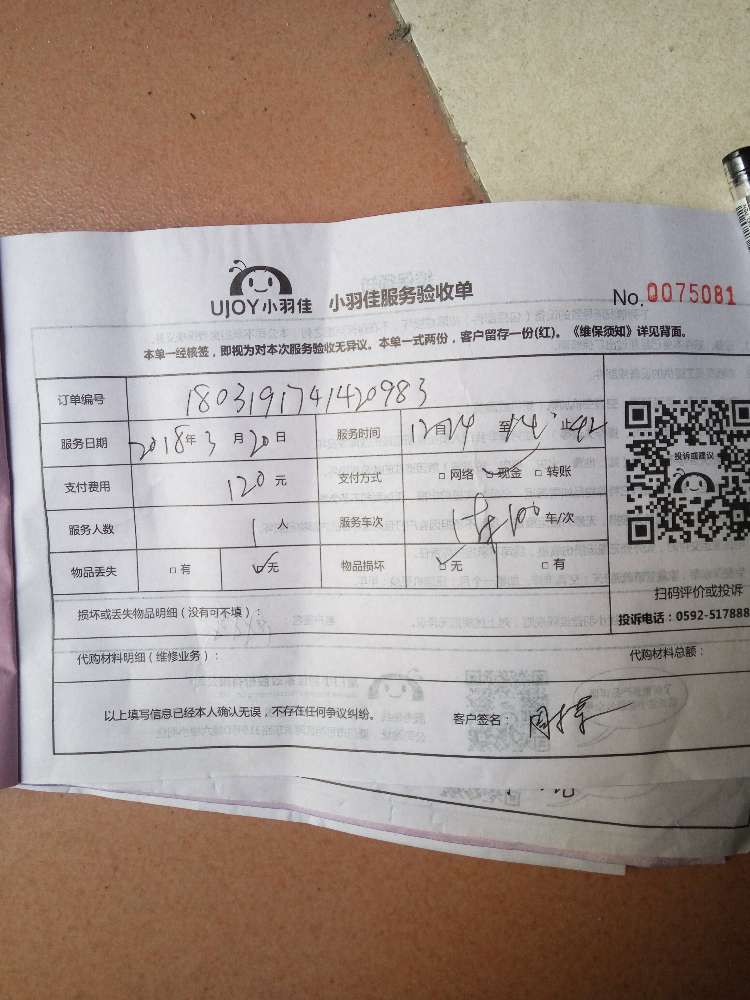 UJOY小羽佳 小羽佳服务验收单 No.0075081
本单一经核签，即视为对本次服务验收无异议。本单一式两份，客户留存一份(红)。《维保须知》详见背面。
订单编号 1803191741420983
服务日期 2018年3月20日 服务时间 至 止
支付费用 120元 支付方式 □网络 ☑现金 □转账
服务人数 1人 服务车次 车/次
物品丢失 □有 ☑无 物品损坏 ☑无 □有
投诉或建议
扫码评价或投诉
投诉电话：0592-517888
损坏或丢失物品明细（没有可不填）：
代购材料明细（维修业务）： 代购材料总额：
以上填写信息已经本人确认无误，不存在任何争议纠纷。 客户签名：